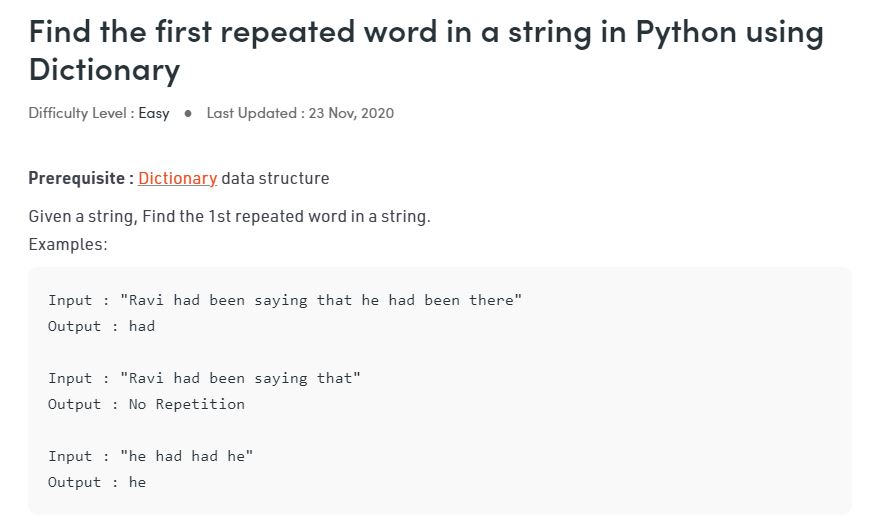 Find the first repeated word in a string in Python using
Dictionary
Difficulty Level : Easy ● Last Updated : 23 Nov, 2020
Prerequisite : Dictionary data structure
Given a string, Find the 1st repeated word in a string.
Examples:
Input : "Ravi had been saying that he had been there"
Output : had
Input : "Ravi had been saying that"
Output : No Repetition
Input : "he had had he"
Output : he